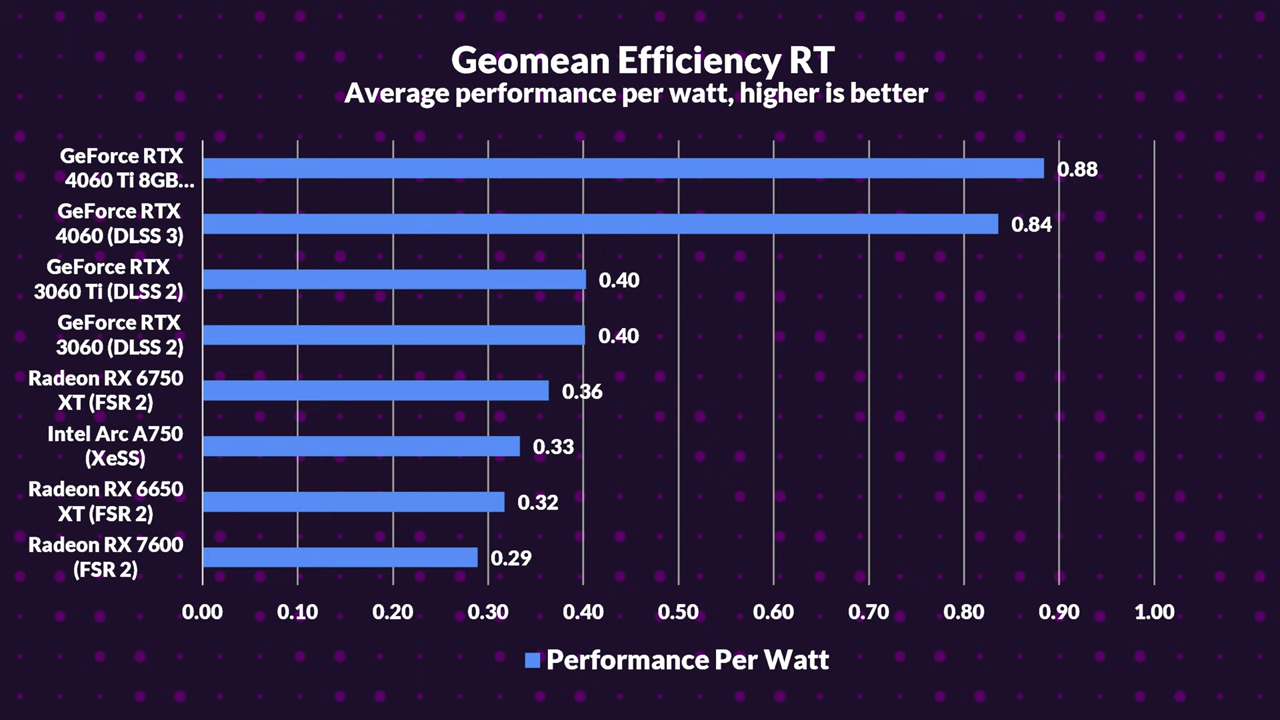 Geomean Efficiency RT
Average performance per watt, higher is better
GeForce RTX
4060 Ti 8GB...
0.88
GeForce RTX
4060 (DLSS 3)
0.84
GeForce RTX
3060 Ti (DLSS 2)
0.40
GeForce RTX
3060 (DLSS 2)
0.40
Radeon RX 6750
XT (FSR 2)
0.36
Intel Arc A750
(XeSS)
0.33
Radeon RX 6650
XT (FSR 2)
0.32
Radeon RX 7600
(FSR 2)
0.29
0.00 0.10 0.20 0.30 0.40 0.50 0.60 0.70 0.80 0.90 1.00
Performance Per Watt